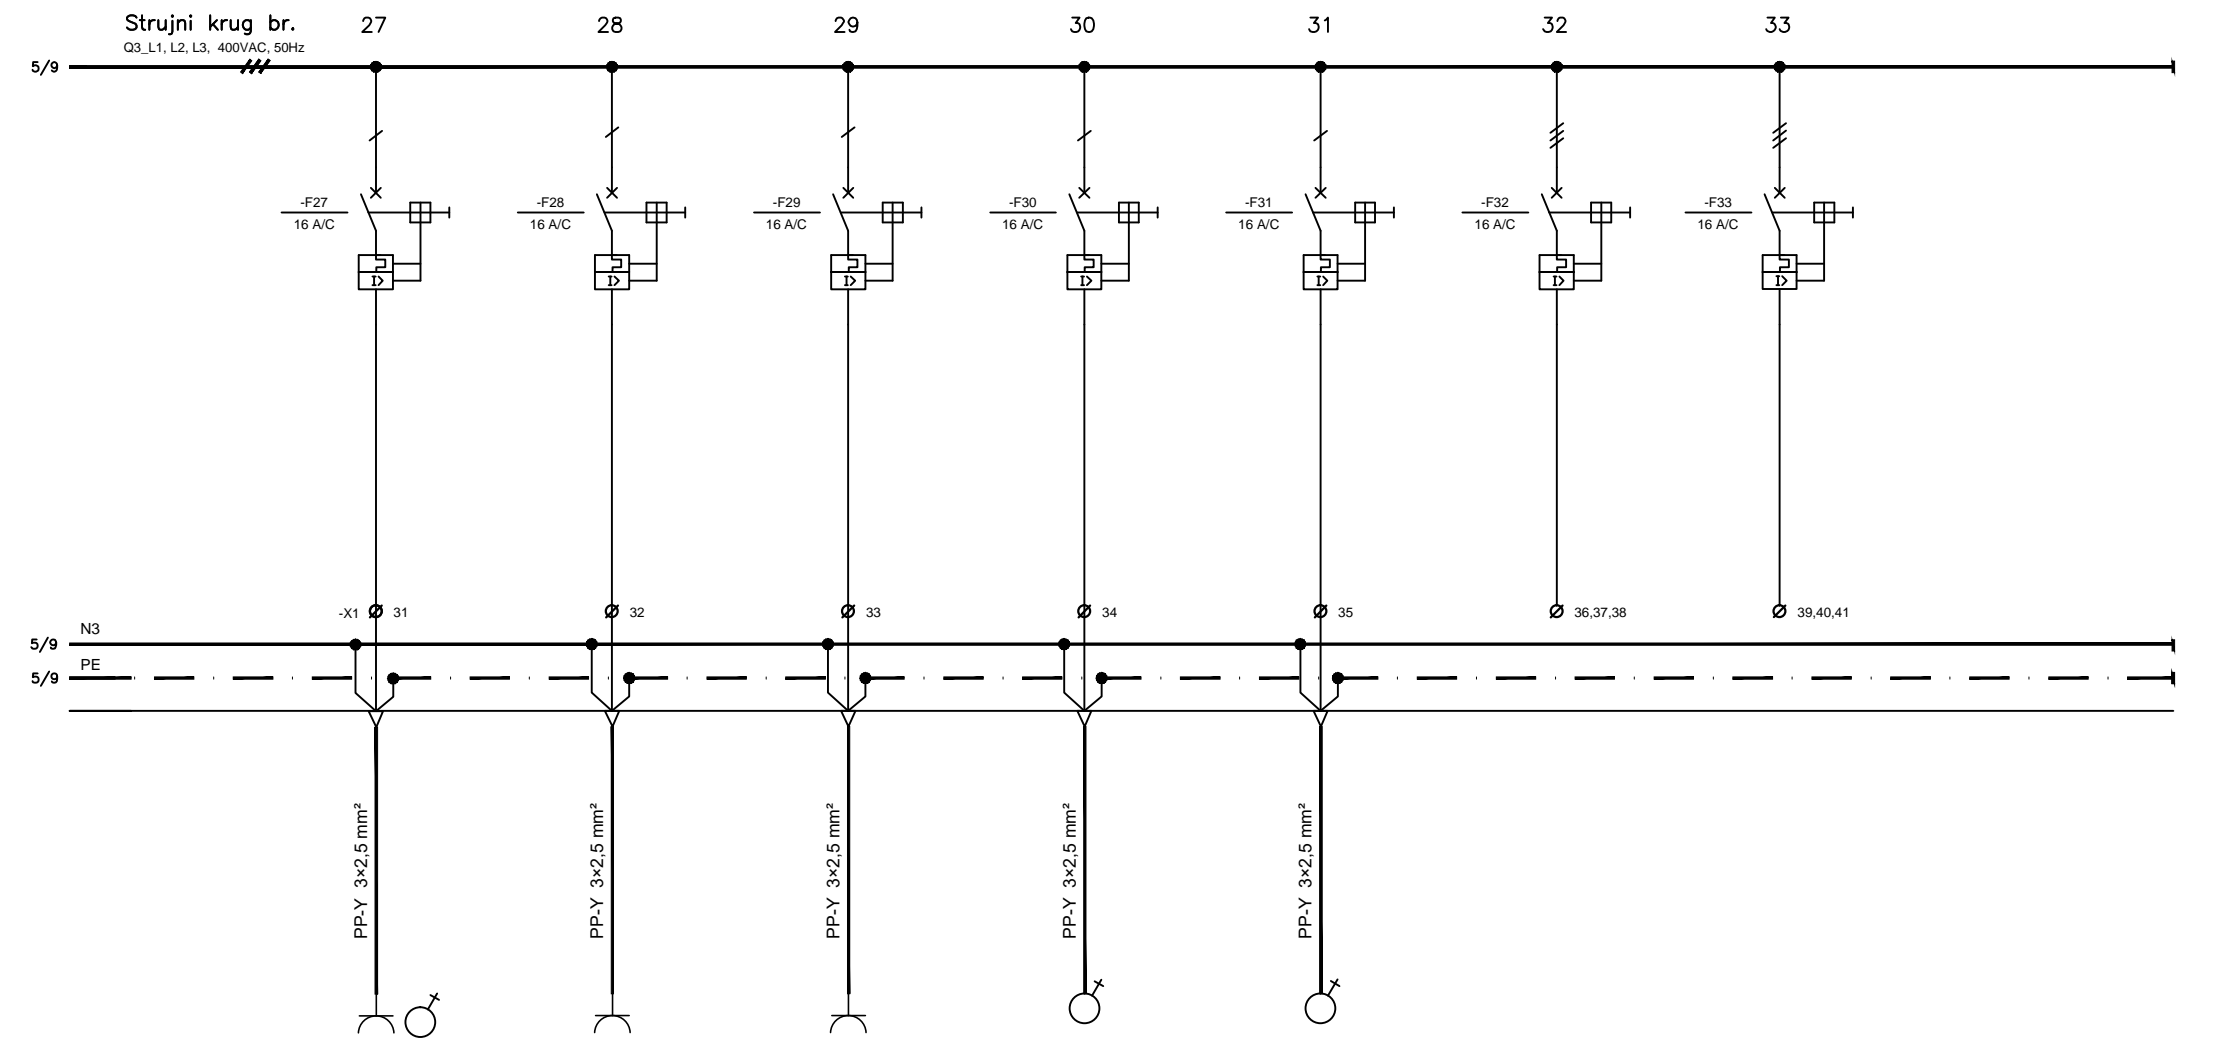 Strujni krug br. 27 28 29 30 31 32 33
Q3_L1, L2, L3, 400VAC, 50Hz
5/9
-F27 -F28 -F29 -F30 -F31 -F32 -F33
16 A/C 16 A/C 16 A/C 16 A/C 16 A/C 16 A/C 16 A/C
I> I> I> I> I> I> I>
-X1 31 32 33 34 35 36,37,38 39,40,41
N3
5/9
PE
5/9
PP-Y 3×2,5 mm²
PP-Y 3×2,5 mm²
PP-Y 3×2,5 mm²
PP-Y 3×2,5 mm²
PP-Y 3×2,5 mm²